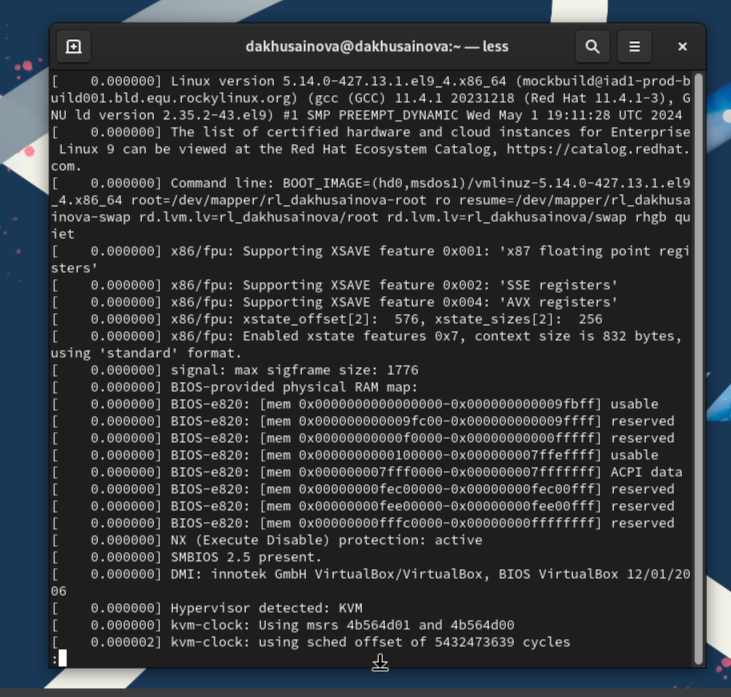 dakhusainova@dakhusainova:~ — less
[    0.000000] Linux version 5.14.0-427.13.1.el9_4.x86_64 (mockbuild@iad1-prod-b
uild001.bld.equ.rockylinux.org) (gcc (GCC) 11.4.1 20231218 (Red Hat 11.4.1-3), G
NU ld version 2.35.2-43.el9) #1 SMP PREEMPT_DYNAMIC Wed May 1 19:11:28 UTC 2024
[    0.000000] The list of certified hardware and cloud instances for Enterprise
 Linux 9 can be viewed at the Red Hat Ecosystem Catalog, https://catalog.redhat.
com.
[    0.000000] Command line: BOOT_IMAGE=(hd0,msdos1)/vmlinuz-5.14.0-427.13.1.el9
_4.x86_64 root=/dev/mapper/rl_dakhusainova-root ro resume=/dev/mapper/rl_dakhusa
inova-swap rd.lvm.lv=rl_dakhusainova/root rd.lvm.lv=rl_dakhusainova/swap rhgb qu
iet
[    0.000000] x86/fpu: Supporting XSAVE feature 0x001: 'x87 floating point regi
sters'
[    0.000000] x86/fpu: Supporting XSAVE feature 0x002: 'SSE registers'
[    0.000000] x86/fpu: Supporting XSAVE feature 0x004: 'AVX registers'
[    0.000000] x86/fpu: xstate_offset[2]:  576, xstate_sizes[2]:  256
[    0.000000] x86/fpu: Enabled xstate features 0x7, context size is 832 bytes,
using 'standard' format.
[    0.000000] signal: max sigframe size: 1776
[    0.000000] BIOS-provided physical RAM map:
[    0.000000] BIOS-e820: [mem 0x0000000000000000-0x000000000009fbff] usable
[    0.000000] BIOS-e820: [mem 0x000000000009fc00-0x000000000009ffff] reserved
[    0.000000] BIOS-e820: [mem 0x00000000000f0000-0x00000000000fffff] reserved
[    0.000000] BIOS-e820: [mem 0x0000000000100000-0x000000007ffeffff] usable
[    0.000000] BIOS-e820: [mem 0x000000007fff0000-0x000000007fffffff] ACPI data
[    0.000000] BIOS-e820: [mem 0x00000000fec00000-0x00000000fec00fff] reserved
[    0.000000] BIOS-e820: [mem 0x00000000fee00000-0x00000000fee00fff] reserved
[    0.000000] BIOS-e820: [mem 0x00000000fffc0000-0x00000000ffffffff] reserved
[    0.000000] NX (Execute Disable) protection: active
[    0.000000] SMBIOS 2.5 present.
[    0.000000] DMI: innotek GmbH VirtualBox/VirtualBox, BIOS VirtualBox 12/01/20
06
[    0.000000] Hypervisor detected: KVM
[    0.000000] kvm-clock: Using msrs 4b564d01 and 4b564d00
[    0.000002] kvm-clock: using sched offset of 5432473639 cycles
: